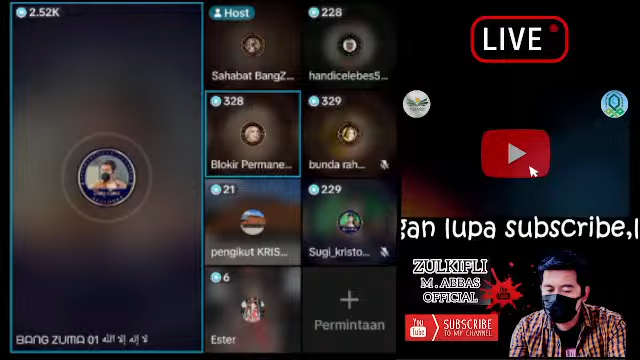 2.52K
Host
228
Sahabat BangZ...
handicelebes5...
328
329
Blokir Permane...
bunda rah...
21
229
pengikut KRIS...
Sugi_kristo...
6
Ester
Permintaan
BANG ZUMA 01 لا إله إلا الله
LIVE
gan lupa subscribe,
ZULKIFLI
M. ABBAS
OFFICIAL
You Tube
SUBSCRIBE
TO MY CHANNEL